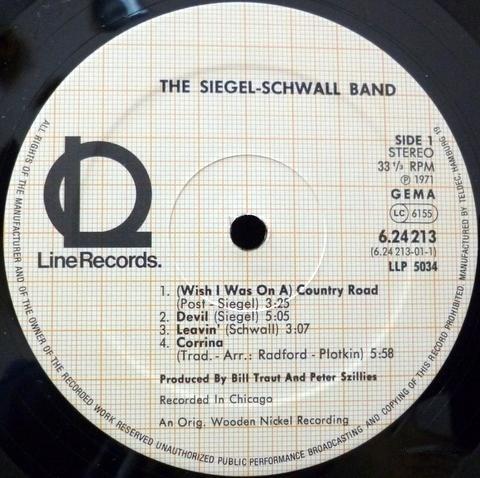 THE SIEGEL-SCHWALL BAND
SIDE 1
STEREO
33 1/3 RPM
Ⓟ 1971
GEMA
LC 6155
6.24213
(6.24 213-01-1)
LLP 5034
LineRecords.
1. (Wish I Was On A) Country Road
(Post - Siegel) 3:25
2. Devil (Siegel) 5:05
3. Leavin' (Schwall) 3:07
4. Corrina
(Trad. - Arr.: Radford - Plotkin) 5:58
Produced By Bill Traut And Peter Szillies
Recorded In Chicago
An Orig. Wooden Nickel Recording
ALL RIGHTS OF THE MANUFACTURER AND OF THE OWNER OF THE RECORDED WORK RESERVED UNAUTHORIZED PUBLIC PERFORMANCE BROADCASTING AND COPYING OF THIS RECORD PROHIBITED MANUFACTURED BY TELDEC HAMBURG 19